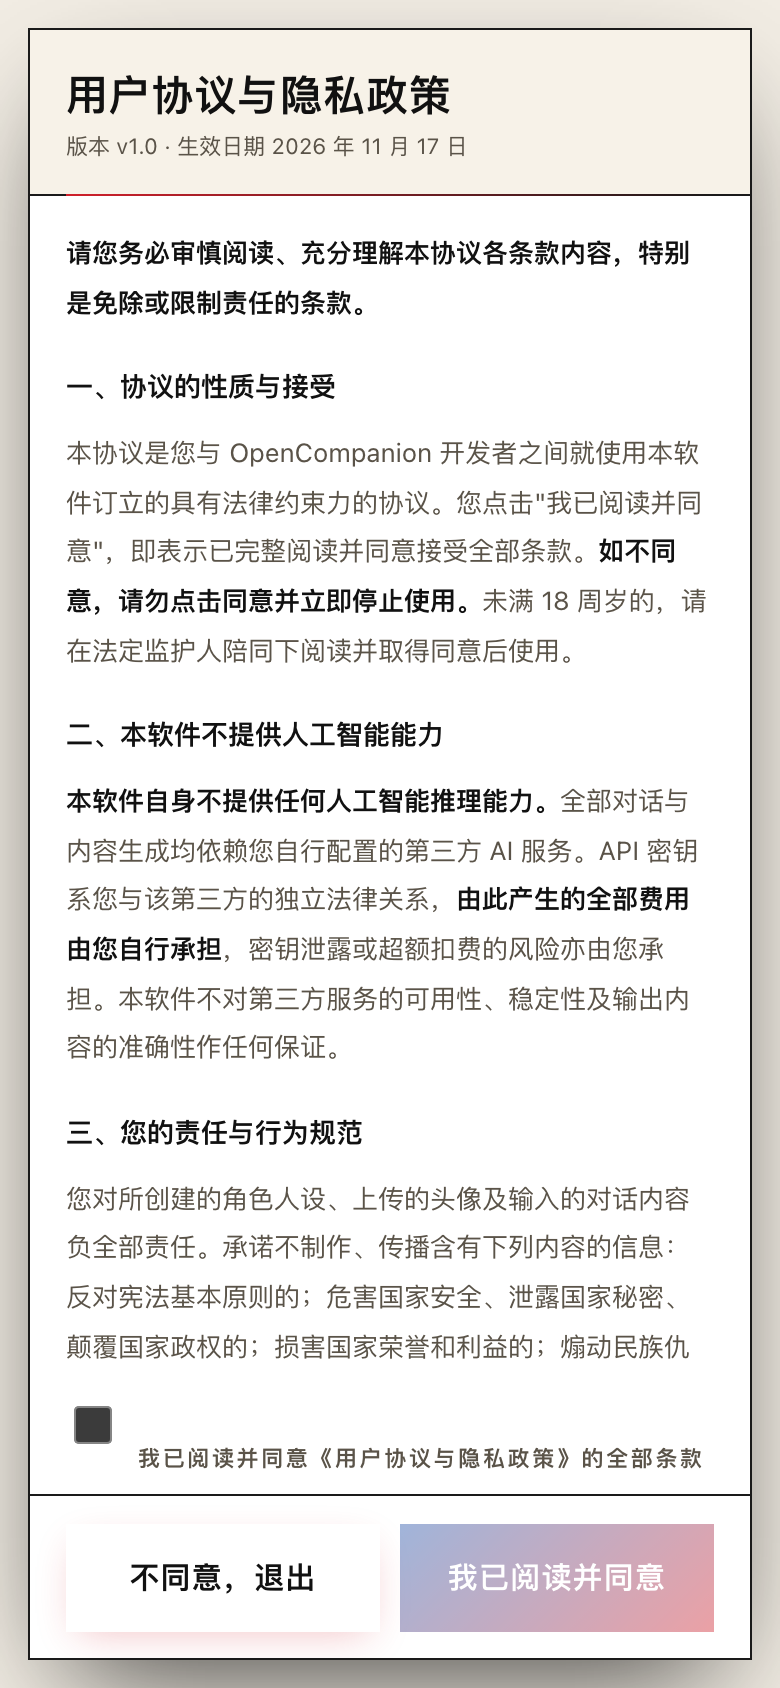 用户协议与隐私政策
版本 v1.0 · 生效日期 2026 年 11 月 17 日
请您务必审慎阅读、充分理解本协议各条款内容，特别
是免除或限制责任的条款。
一、协议的性质与接受
本协议是您与 OpenCompanion 开发者之间就使用本软
件订立的具有法律约束力的协议。您点击"我已阅读并同
意"，即表示已完整阅读并同意接受全部条款。如不同
意，请勿点击同意并立即停止使用。未满 18 周岁的，请
在法定监护人陪同下阅读并取得同意后使用。
二、本软件不提供人工智能能力
本软件自身不提供任何人工智能推理能力。全部对话与
内容生成均依赖您自行配置的第三方 AI 服务。API 密钥
系您与该第三方的独立法律关系，由此产生的全部费用
由您自行承担，密钥泄露或超额扣费的风险亦由您承
担。本软件不对第三方服务的可用性、稳定性及输出内
容的准确性作任何保证。
三、您的责任与行为规范
您对所创建的角色人设、上传的头像及输入的对话内容
负全部责任。承诺不制作、传播含有下列内容的信息：
反对宪法基本原则的；危害国家安全、泄露国家秘密、
颠覆国家政权的；损害国家荣誉和利益的；煽动民族仇
我已阅读并同意《用户协议与隐私政策》的全部条款
不同意，退出
我已阅读并同意